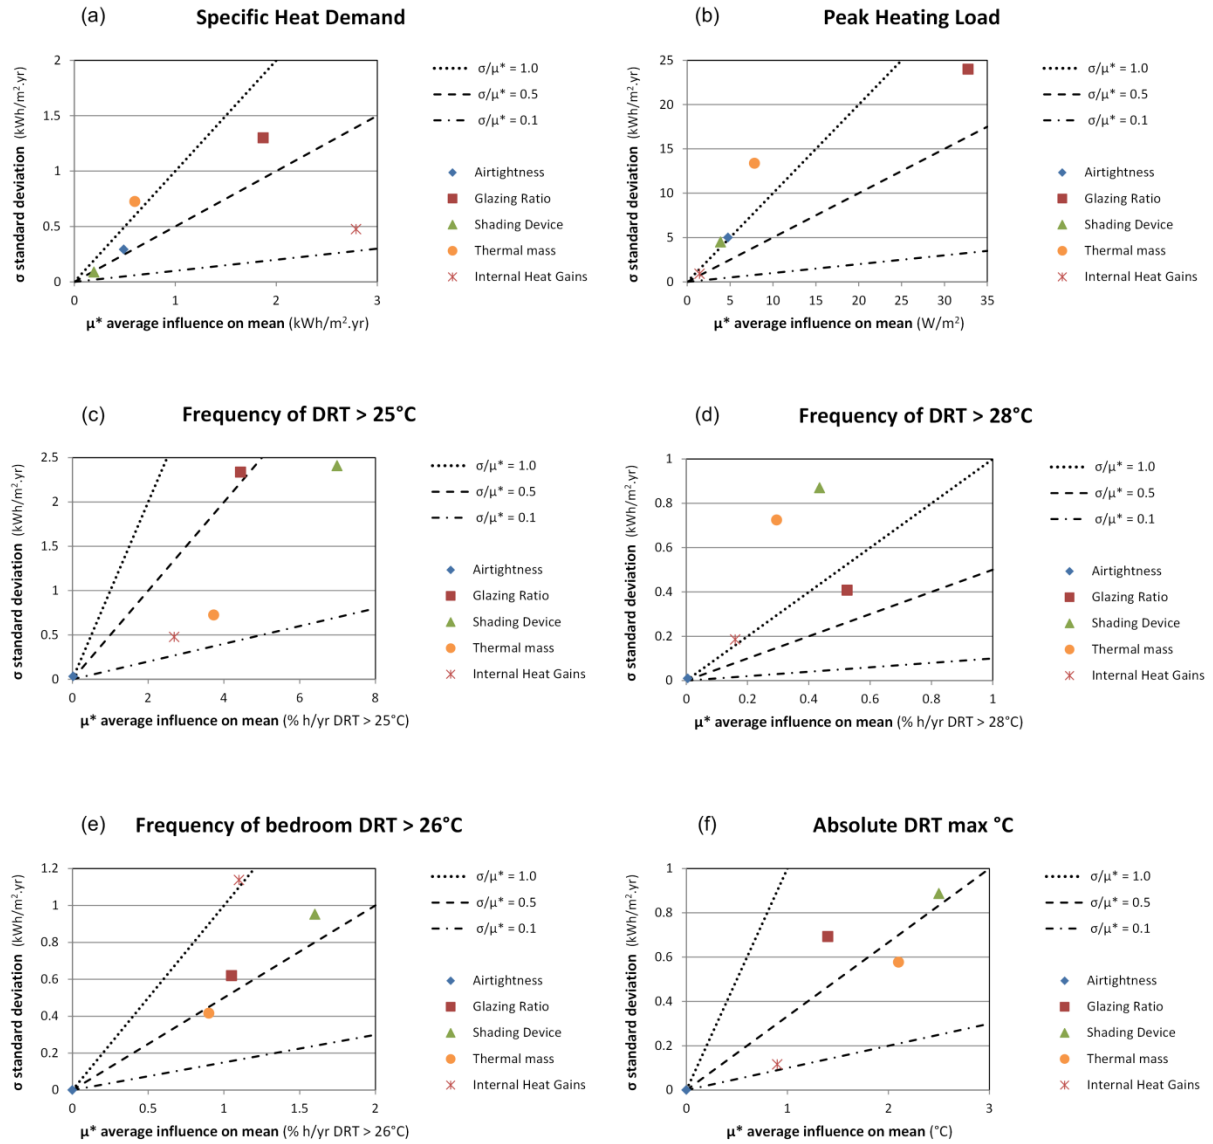 (a) Specific Heat Demand
2
1.5
1
0.5
0
0 1 2 3
σ standard deviation (kWh/m².yr)
μ* average influence on mean (kWh/m².yr)
σ/μ* = 1.0
σ/μ* = 0.5
σ/μ* = 0.1
Airtightness
Glazing Ratio
Shading Device
Thermal mass
Internal Heat Gains
(b) Peak Heating Load
25
20
15
10
5
0
0 5 10 15 20 25 30 35
σ standard deviation (kWh/m².yr)
μ* average influence on mean (W/m²)
σ/μ* = 1.0
σ/μ* = 0.5
σ/μ* = 0.1
Airtightness
Glazing Ratio
Shading Device
Thermal mass
Internal Heat Gains
(c) Frequency of DRT > 25°C
2.5
2
1.5
1
0.5
0
0 2 4 6 8
σ standard deviation (kWh/m².yr)
μ* average influence on mean (% h/yr DRT > 25°C)
σ/μ* = 1.0
σ/μ* = 0.5
σ/μ* = 0.1
Airtightness
Glazing Ratio
Shading Device
Thermal mass
Internal Heat Gains
(d) Frequency of DRT > 28°C
1
0.8
0.6
0.4
0.2
0
0 0.2 0.4 0.6 0.8 1
σ standard deviation (kWh/m².yr)
μ* average influence on mean (% h/yr DRT > 28°C)
σ/μ* = 1.0
σ/μ* = 0.5
σ/μ* = 0.1
Airtightness
Glazing Ratio
Shading Device
Thermal mass
Internal Heat Gains
(e) Frequency of bedroom DRT > 26°C
1.2
1
0.8
0.6
0.4
0.2
0
0 0.5 1 1.5 2
σ standard deviation (kWh/m².yr)
μ* average influence on mean (% h/yr DRT > 26°C)
σ/μ* = 1.0
σ/μ* = 0.5
σ/μ* = 0.1
Airtightness
Glazing Ratio
Shading Device
Thermal mass
Internal Heat Gains
(f) Absolute DRT max °C
1
0.8
0.6
0.4
0.2
0
0 1 2 3
σ standard deviation (kWh/m².yr)
μ* average influence on mean (°C)
σ/μ* = 1.0
σ/μ* = 0.5
σ/μ* = 0.1
Airtightness
Glazing Ratio
Shading Device
Thermal mass
Internal Heat Gains